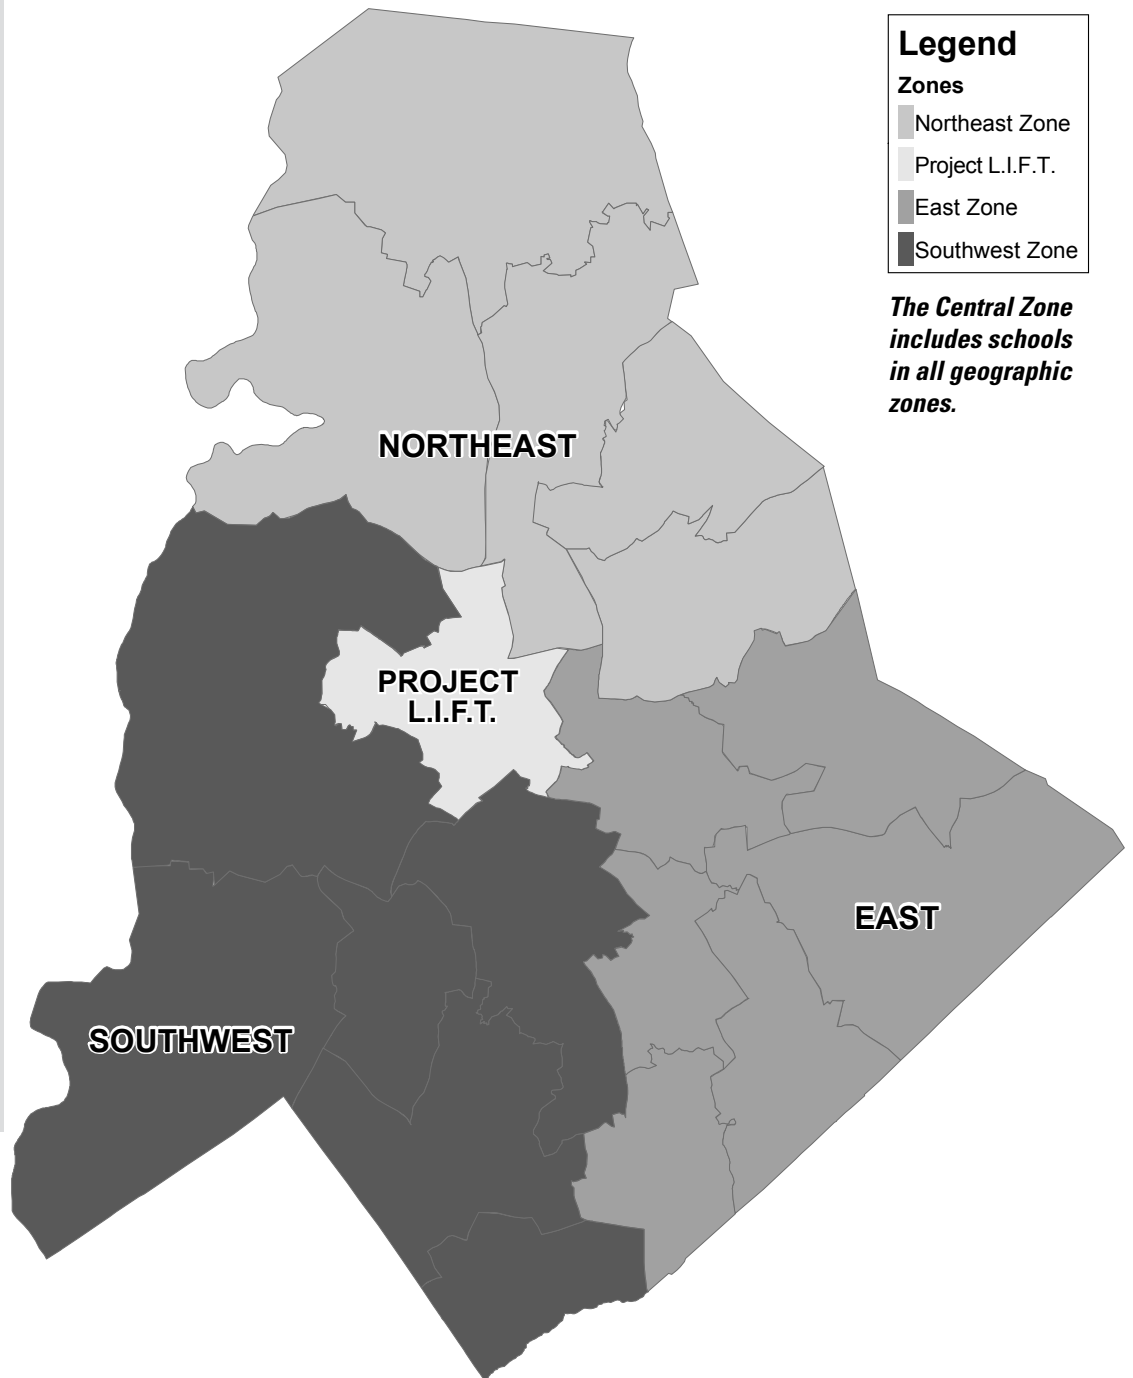 Legend
Zones
Northeast Zone
Project L.I.F.T.
East Zone
Southwest Zone
The Central Zone
includes schools
in all geographic
zones.
NORTHEAST
PROJECT
L.I.F.T.
EAST
SOUTHWEST